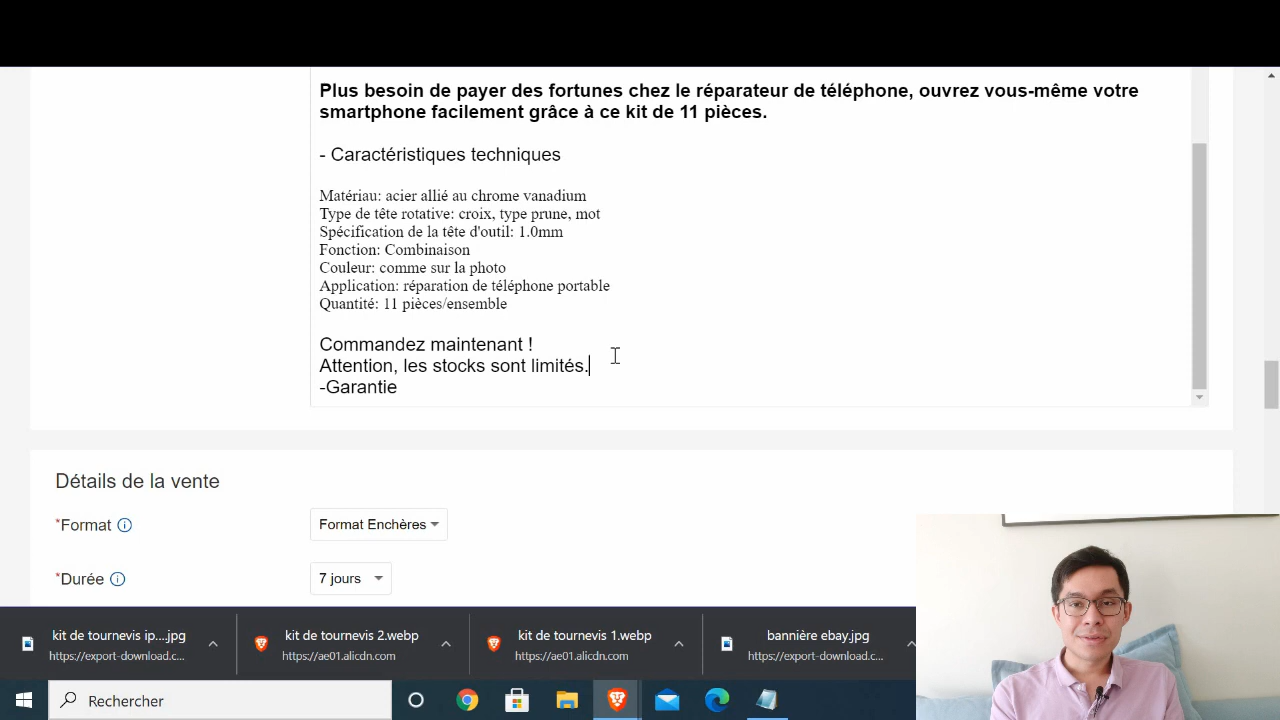 Plus besoin de payer des fortunes chez le réparateur de téléphone, ouvrez vous-même votre
smartphone facilement grâce à ce kit de 11 pièces.
- Caractéristiques techniques
Matériau: acier allié au chrome vanadium
Type de tête rotative: croix, type prune, mot
Spécification de la tête d'outil: 1.0mm
Fonction: Combinaison
Couleur: comme sur la photo
Application: réparation de téléphone portable
Quantité: 11 pièces/ensemble
Commandez maintenant !
Attention, les stocks sont limités.
-Garantie
Détails de la vente
*Format
Format Enchères
*Durée
7 jours
kit de tournevis ip....jpg
https://export-download.c...
kit de tournevis 2.webp
https://ae01.alicdn.com
kit de tournevis 1.webp
https://ae01.alicdn.com
bannière ebay.jpg
https://export-download.c...
Rechercher